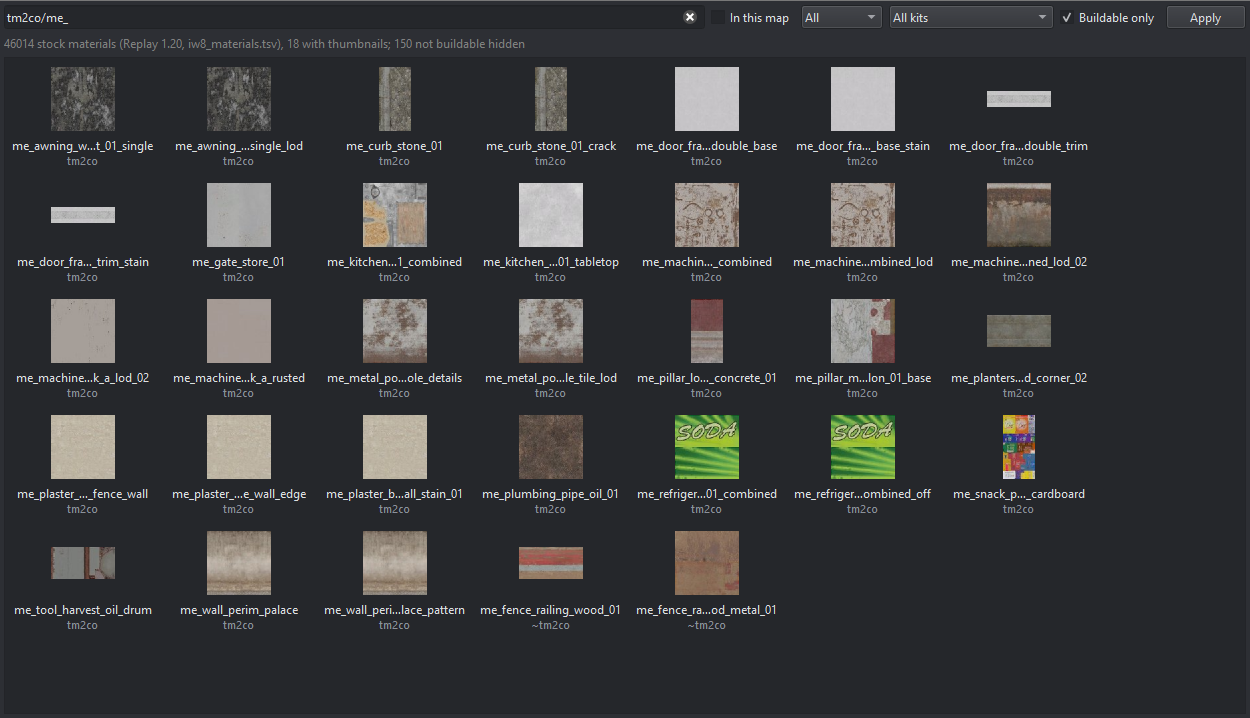 tm2co/me_
In this map
All
All kits
Buildable only
Apply
46014 stock materials (Replay 1.20, iw8_materials.tsv), 18 with thumbnails; 150 not buildable hidden
me_awning_w...t_01_single
tm2co
me_awning_...single_lod
tm2co
me_curb_stone_01
tm2co
me_curb_stone_01_crack
tm2co
me_door_fra...double_base
tm2co
me_door_fra..._base_stain
tm2co
me_door_fra...double_trim
tm2co
me_door_fra..._trim_stain
tm2co
me_gate_store_01
tm2co
me_kitchen...1_combined
tm2co
me_kitchen_...01_tabletop
tm2co
me_machin..._combined
tm2co
me_machine...mbined_lod
tm2co
me_machine...ned_lod_02
tm2co
me_machine...k_a_lod_02
tm2co
me_machine...k_a_rusted
tm2co
me_metal_po...ole_details
tm2co
me_metal_po...le_tile_lod
tm2co
me_pillar_lo..._concrete_01
tm2co
me_pillar_m...lon_01_base
tm2co
me_planters...d_corner_02
tm2co
me_plaster_..._fence_wall
tm2co
me_plaster_...e_wall_edge
tm2co
me_plaster_b...all_stain_01
tm2co
me_plumbing_pipe_oil_01
tm2co
SODA
me_refriger...01_combined
tm2co
SODA
me_refriger...ombined_off
tm2co
me_snack_p..._cardboard
tm2co
me_tool_harvest_oil_drum
tm2co
me_wall_perim_palace
tm2co
me_wall_peri...lace_pattern
tm2co
me_fence_railing_wood_01
~tm2co
me_fence_ra...od_metal_01
~tm2co